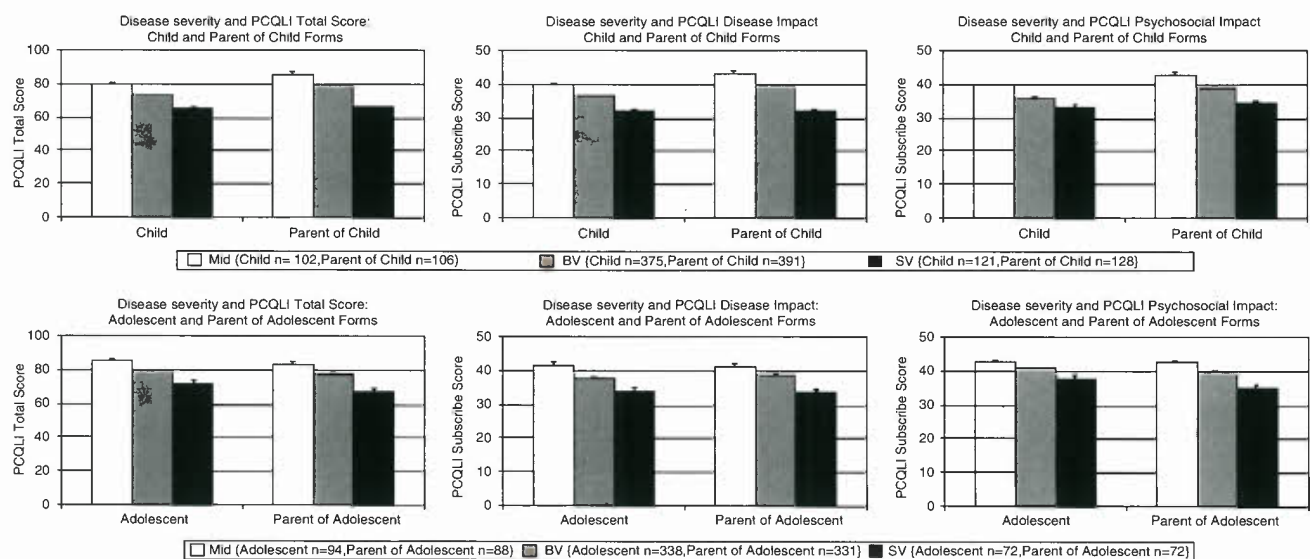 Disease severity and PCQLI Total Score:
Child and Parent of Child Forms
PCQLI Total Score
100
80
60
40
20
0
Child
Parent of Child
Disease severity and PCQLI Disease Impact
Child and Parent of Child Forms
PCQLI Subscribe Score
50
40
30
20
10
0
Child
Parent of Child
Disease severity and PCQLI Psychosocial Impact
Child and Parent of Child Forms
PCQLI Subscribe Score
50
40
30
20
10
0
Child
Parent of Child
Mid (Child n= 102,Parent of Child n=106) BV {Child n=375,Parent of Child n=391} SV {Child n=121,Parent of Child n=128}
Disease severity and PCQLI Total Score:
Adolescent and Parent of Adolescent Forms
PCQLI Total Score
100
80
60
40
20
0
Adolescent
Parent of Adolescent
Disease severity and PCQLI Disease Impact:
Adolescent and Parent of Adolescent Forms
PCQLI Subscribe Score
50
40
30
20
10
0
Adolescent
Parent of Adolescent
Disease severity and PCQLI Psychosocial Impact:
Adolescent and Parent of Adolescent Forms
PCQLI Subscribe Score
50
40
30
20
10
0
Adolescent
Parent of Adolescent
Mid (Adolescent n=94,Parent of Adolescent n=88) BV {Adolescent n=338,Parent of Adolescent n=331} SV {Adolescent n=72,Parent of Adolescent n=72}